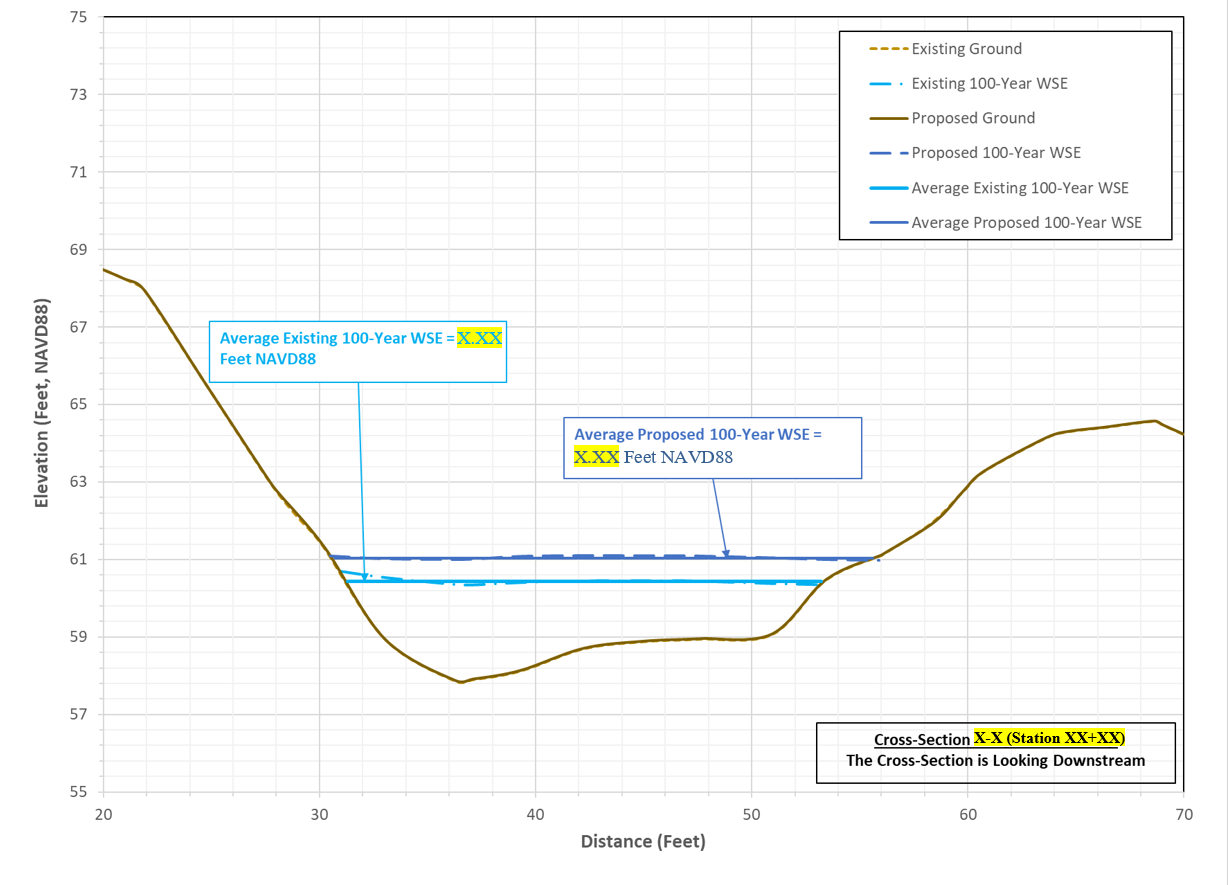 75
73
71
69
67
65
63
61
59
57
55
Elevation (Feet, NAVD88)
Existing Ground
Existing 100-Year WSE
Proposed Ground
Proposed 100-Year WSE
Average Existing 100-Year WSE
Average Proposed 100-Year WSE
Average Existing 100-Year WSE = X.XX
Feet NAVD88
Average Proposed 100-Year WSE =
X.XX Feet NAVD88
Cross-Section X-X (Station XX+XX)
The Cross-Section is Looking Downstream
20 30 40 50 60 70
Distance (Feet)